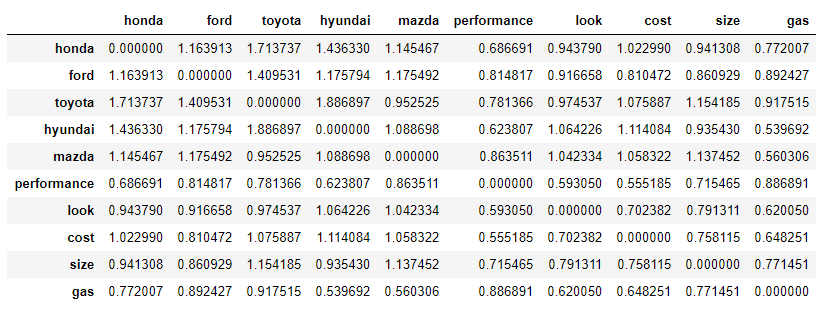 honda ford toyota hyundai mazda performance look cost size gas
honda 0.000000 1.163913 1.713737 1.436330 1.145467 0.686691 0.943790 1.022990 0.941308 0.772007
ford 1.163913 0.000000 1.409531 1.175794 1.175492 0.814817 0.916658 0.810472 0.860929 0.892427
toyota 1.713737 1.409531 0.000000 1.886897 0.952525 0.781366 0.974537 1.075887 1.154185 0.917515
hyundai 1.436330 1.175794 1.886897 0.000000 1.088698 0.623807 1.064226 1.114084 0.935430 0.539692
mazda 1.145467 1.175492 0.952525 1.088698 0.000000 0.863511 1.042334 1.058322 1.137452 0.560306
performance 0.686691 0.814817 0.781366 0.623807 0.863511 0.000000 0.593050 0.555185 0.715465 0.886891
look 0.943790 0.916658 0.974537 1.064226 1.042334 0.593050 0.000000 0.702382 0.791311 0.620050
cost 1.022990 0.810472 1.075887 1.114084 1.058322 0.555185 0.702382 0.000000 0.758115 0.648251
size 0.941308 0.860929 1.154185 0.935430 1.137452 0.715465 0.791311 0.758115 0.000000 0.771451
gas 0.772007 0.892427 0.917515 0.539692 0.560306 0.886891 0.620050 0.648251 0.771451 0.000000